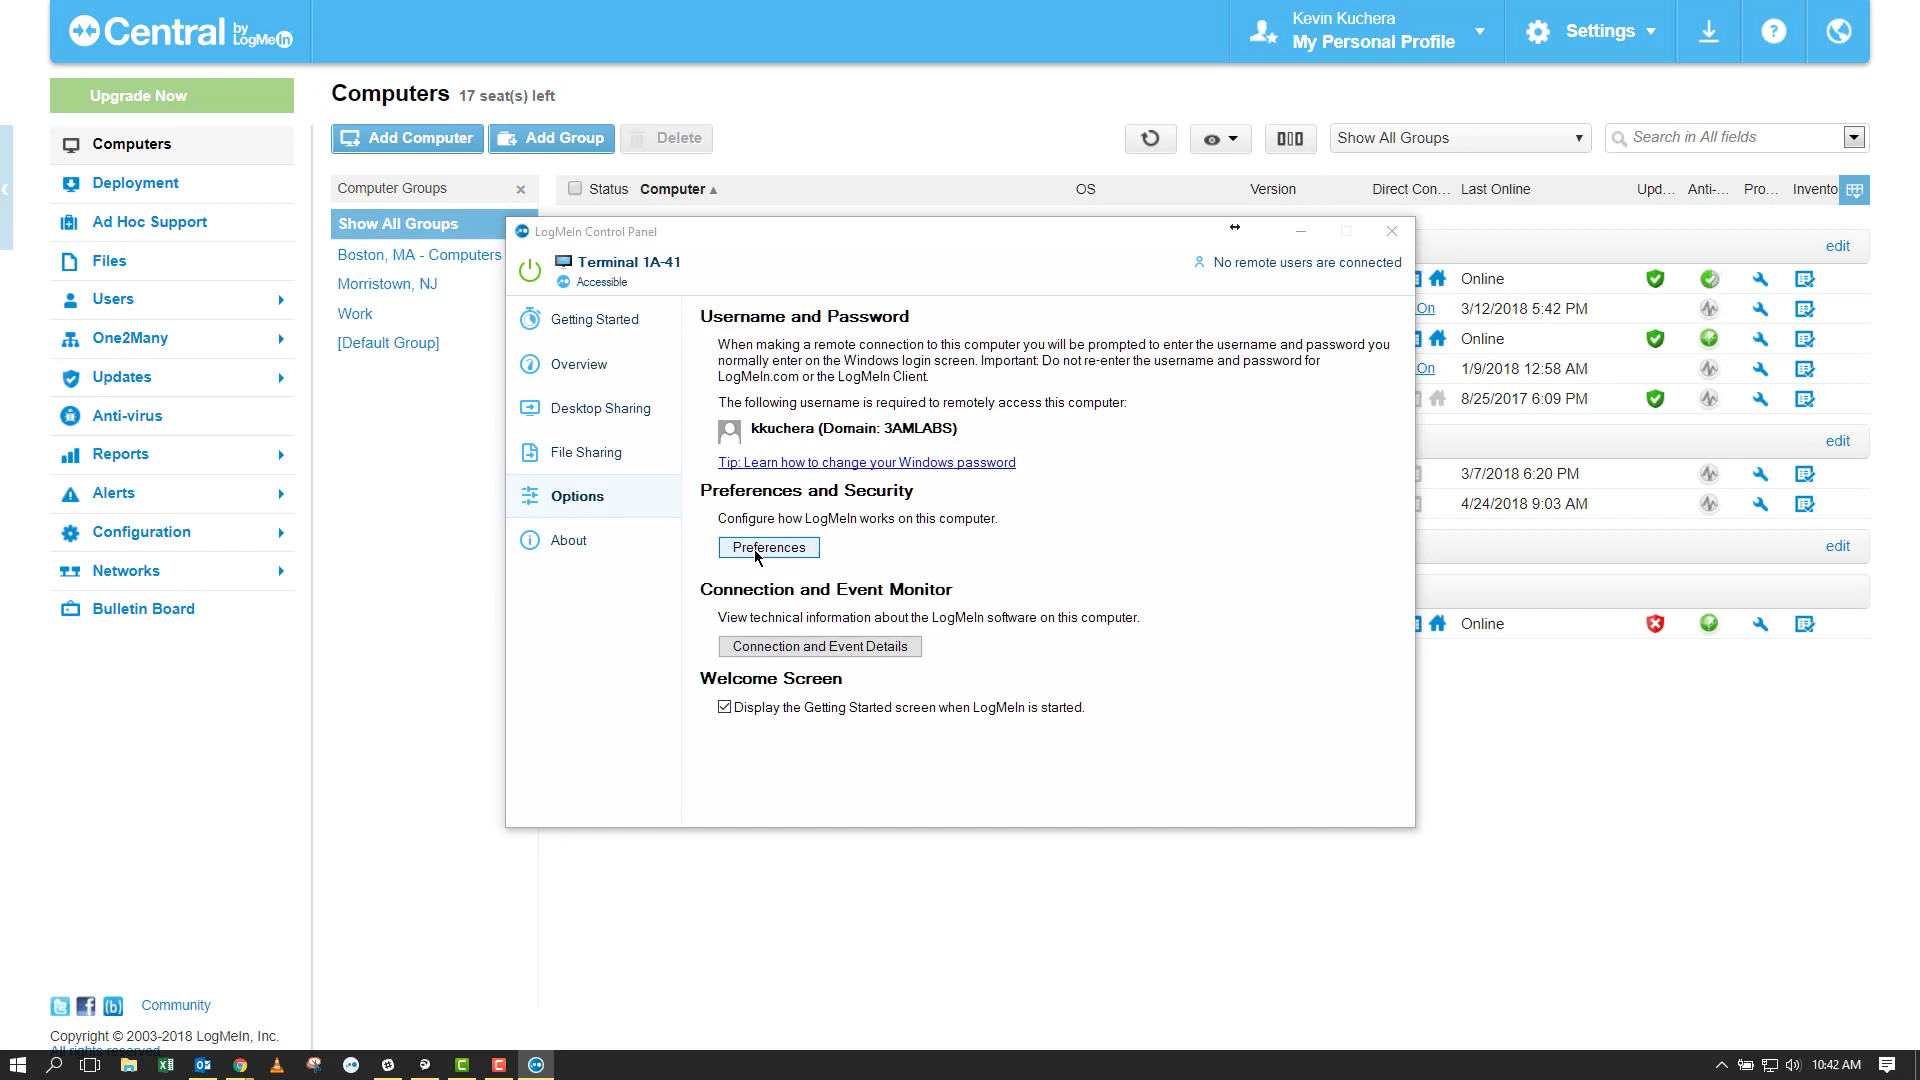 Central by LogMeIn
Kevin Kuchera
My Personal Profile
Settings
Upgrade Now
Computers 17 seat(s) left
Computers
Deployment
Ad Hoc Support
Files
Users
One2Many
Updates
Anti-virus
Reports
Alerts
Configuration
Networks
Bulletin Board
Add Computer
Add Group
Delete
Show All Groups
Search in All fields
Computer Groups
Show All Groups
Boston, MA - Computers
Morristown, NJ
Work
[Default Group]
Status Computer OS Version Direct Con... Last Online Upd... Anti-... Pro... Invento
edit
Online
On 3/12/2018 5:42 PM
Online
On 1/9/2018 12:58 AM
8/25/2017 6:09 PM
edit
3/7/2018 6:20 PM
4/24/2018 9:03 AM
edit
Online
LogMeIn Control Panel
Terminal 1A-41
Accessible
No remote users are connected
Getting Started
Overview
Desktop Sharing
File Sharing
Options
About
Username and Password
When making a remote connection to this computer you will be prompted to enter the username and password you
normally enter on the Windows login screen. Important: Do not re-enter the username and password for
LogMeIn.com or the LogMeIn Client.
The following username is required to remotely access this computer:
kkuchera (Domain: 3AMLABS)
Tip: Learn how to change your Windows password
Preferences and Security
Configure how LogMeIn works on this computer.
Preferences
Connection and Event Monitor
View technical information about the LogMeIn software on this computer.
Connection and Event Details
Welcome Screen
Display the Getting Started screen when LogMeIn is started.
Community
Copyright © 2003-2018 LogMeIn, Inc.
All rights reserved
10:42 AM